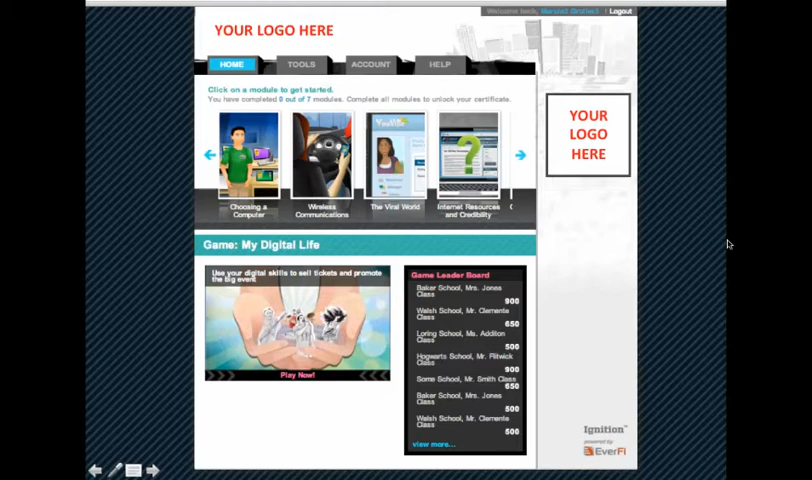 Welcome back,
Logout
YOUR LOGO HERE
HOME
TOOLS
ACCOUNT
HELP
Click on a module to get started.
You have completed 0 out of 7 modules. Complete all modules to unlock your certificate.
YOUR
LOGO
HERE
Choosing a
Computer
Wireless
Communications
The Viral World
Internet Resources
and Credibility
Game: My Digital Life
Use your digital skills to sell tickets and promote
the big event
Play Now!
Game Leader Board
Baker School, Mrs. Jones
Class
900
Walsh School, Mr. Clemente
Class
650
Loring School, Ms. Additon
Class
500
Hogwarts School, Mr. Flitwick
Class
900
Some School, Mr. Smith Class
650
Baker School, Mrs. Jones
Class
500
Walsh School, Mr. Clemente
Class
500
view more...
Ignition™
powered by
EverFi